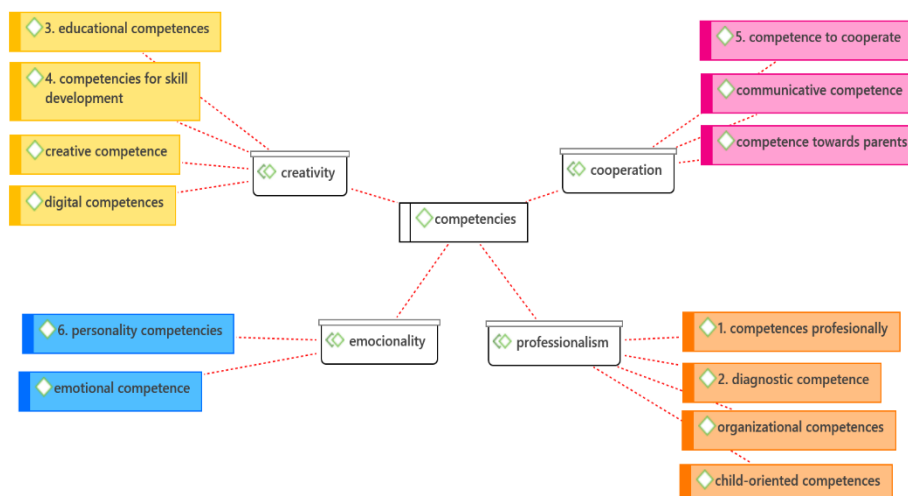 3. educational competences
4. competencies for skill
development
creative competence
digital competences
creativity
5. competence to cooperate
communicative competence
competence towards parents
cooperation
competencies
6. personality competencies
emotional competence
emocionality
professionalism
1. competences profesionally
2. diagnostic competence
organizational competences
child-oriented competences